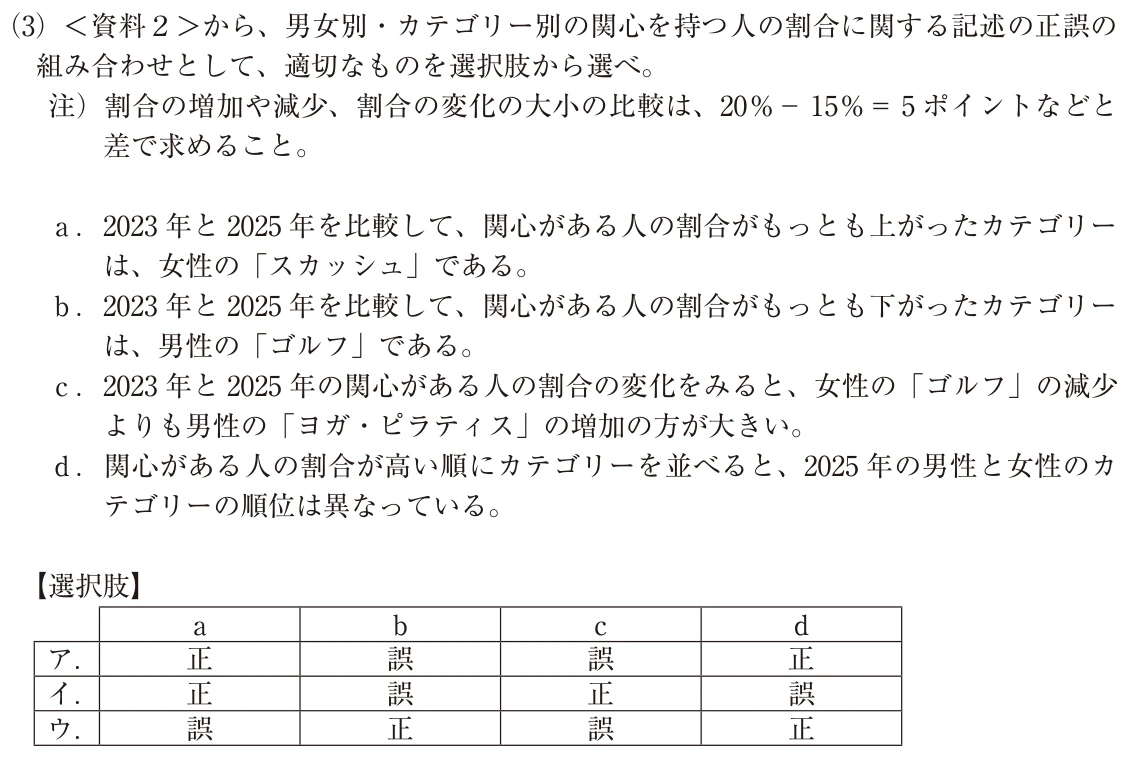 (3) ＜資料２＞から、男女別・カテゴリー別の関心を持つ人の割合に関する記述の正誤の
組み合わせとして、適切なものを選択肢から選べ。
注）割合の増加や減少、割合の変化の大小の比較は、20％－15％＝5ポイントなどと
差で求めること。
a．2023年と2025年を比較して、関心がある人の割合がもっとも上がったカテゴリー
は、女性の「スカッシュ」である。
b．2023年と2025年を比較して、関心がある人の割合がもっとも下がったカテゴリー
は、男性の「ゴルフ」である。
c．2023年と2025年の関心がある人の割合の変化をみると、女性の「ゴルフ」の減少
よりも男性の「ヨガ・ピラティス」の増加の方が大きい。
d．関心がある人の割合が高い順にカテゴリーを並べると、2025年の男性と女性のカ
テゴリーの順位は異なっている。
【選択肢】
a b c d
ア． 正 誤 誤 正
イ． 正 誤 正 誤
ウ． 誤 正 誤 正